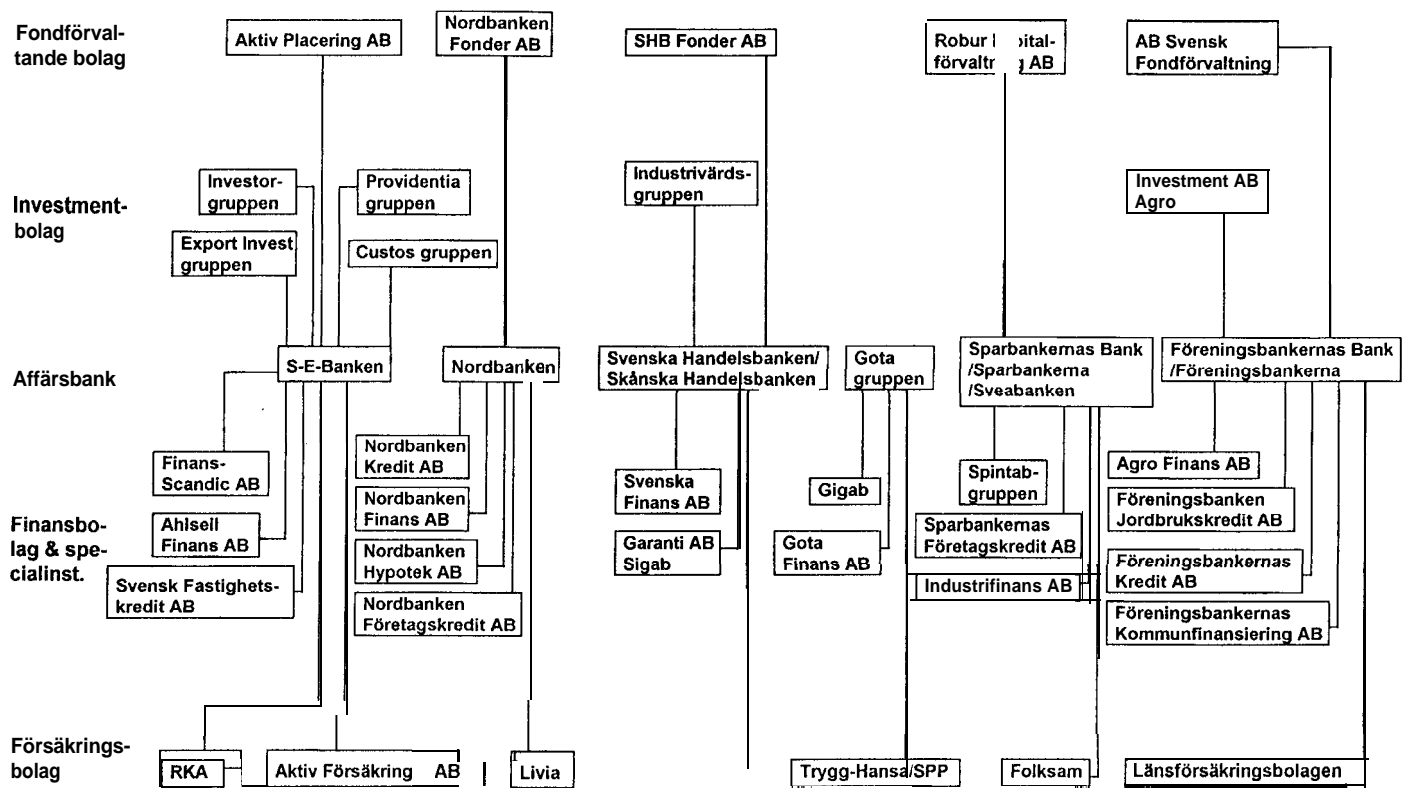 Fondförval-
tande bolag
Aktiv Placering AB
Nordbanken
Fonder AB
SHB Fonder AB
Robur
förvalt AB
AB Svensk
Fondförvaltning
Investment-
bolag
Investor-
gruppen
Providentia
gruppen
Export Invest
gruppen
Custos gruppen
Industrivärds-
gruppen
Investment AB
Agro
Affärsbank
S-E-Banken
Nordbanken
Svenska Handelsbanken/
Skånska Handelsbanken
Gota
gruppen
Sparbankernas Bank
/Sparbankerna
/Sveabanken
Föreningsbankernas Bank
/Föreningsbankerna
Finansbo-
lag & spe-
cialinst.
Finans-
Scandic AB
Ahlsell
Finans AB
Svensk Fastighets-
kredit AB
Nordbanken
Kredit AB
Nordbanken
Finans AB
Nordbanken
Hypotek AB
Nordbanken
Företagskredit AB
Svenska
Finans AB
Garanti AB
Sigab
Gigab
Gota
Finans AB
Spintab-
gruppen
Sparbankernas
Företagskredit AB
Industrifinans AB
Agro Finans AB
Föreningsbanken
Jordbrukskredit AB
Föreningsbankernas
Kredit AB
Föreningsbankernas
Kommunfinansiering AB
Försäkrings-
bolag
RKA
Aktiv Försäkring AB
Livia
Trygg-Hansa/SPP
Folksam
Länsförsäkringsbolagen